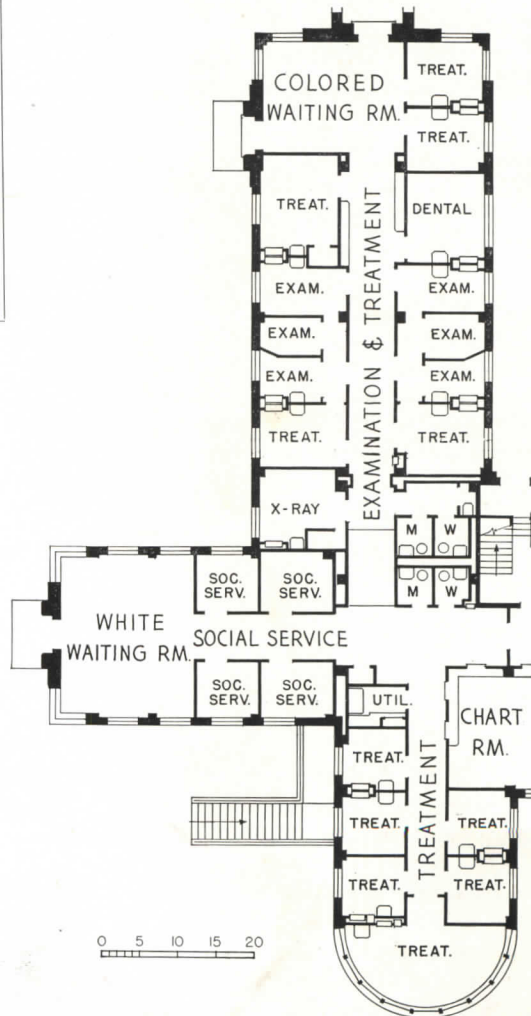 COLORED
WAITING RM.
TREAT.
TREAT.
TREAT.
DENTAL
EXAMINATION & TREATMENT
EXAM.
EXAM.
EXAM.
EXAM.
EXAM.
EXAM.
TREAT.
TREAT.
X-RAY
M
W
M
W
SOC.
SERV.
SOC.
SERV.
WHITE
WAITING RM.
SOCIAL SERVICE
SOC.
SERV.
SOC.
SERV.
UTIL.
CHART
RM.
TREATMENT
TREAT.
TREAT.
TREAT.
TREAT.
TREAT.
TREAT.
0 5 10 15 20